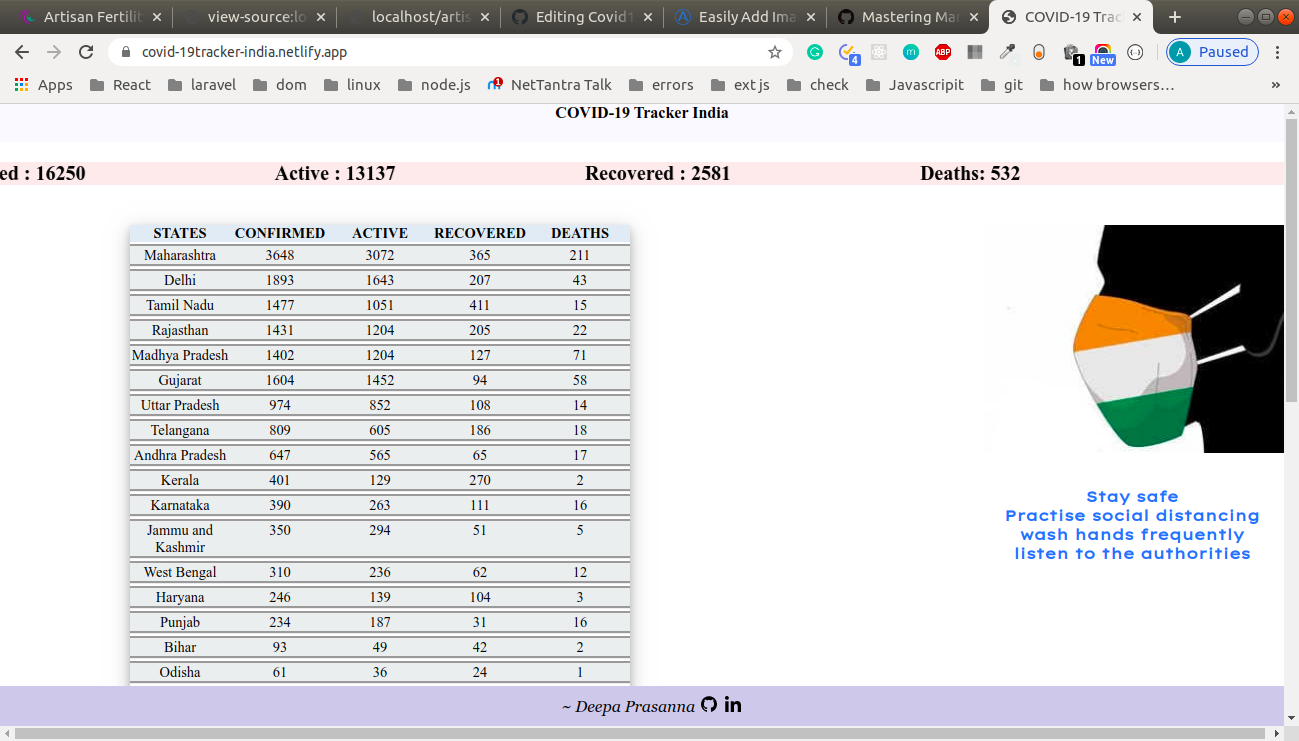 Artisan Fertilit
view-source:lo
localhost/artis
Editing Covid1
Easily Add Ima
Mastering Mar
COVID-19 Trac
covid-19tracker-india.netlify.app
4
ABP
1
New
A Paused
Apps React laravel dom linux node.js NetTantra Talk errors ext js check Javascripit git how browsers... »
COVID-19 Tracker India
ed : 16250 Active : 13137 Recovered : 2581 Deaths: 532
STATES CONFIRMED ACTIVE RECOVERED DEATHS
Maharashtra 3648 3072 365 211
Delhi 1893 1643 207 43
Tamil Nadu 1477 1051 411 15
Rajasthan 1431 1204 205 22
Madhya Pradesh 1402 1204 127 71
Gujarat 1604 1452 94 58
Uttar Pradesh 974 852 108 14
Telangana 809 605 186 18
Andhra Pradesh 647 565 65 17
Kerala 401 129 270 2
Karnataka 390 263 111 16
Jammu and
Kashmir 350 294 51 5
West Bengal 310 236 62 12
Haryana 246 139 104 3
Punjab 234 187 31 16
Bihar 93 49 42 2
Odisha 61 36 24 1
Stay safe
Practise social distancing
wash hands frequently
listen to the authorities
~ Deepa Prasanna